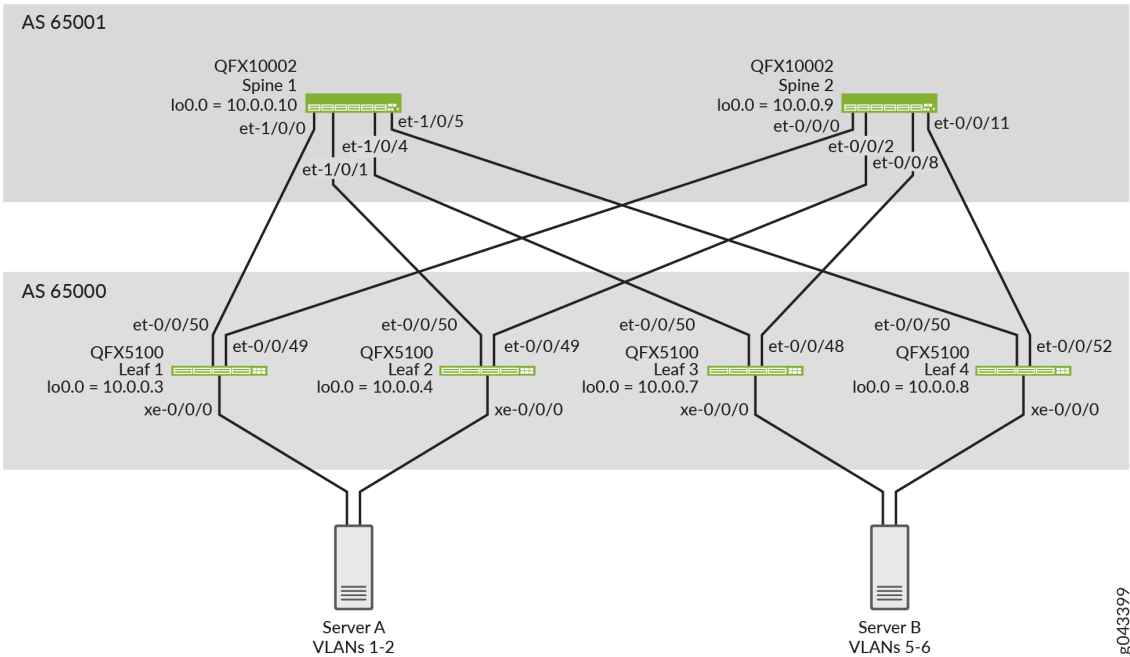 AS 65001
QFX10002
Spine 1
lo0.0 = 10.0.0.10
et-1/0/0
et-1/0/1
et-1/0/4
et-1/0/5
QFX10002
Spine 2
lo0.0 = 10.0.0.9
et-0/0/0
et-0/0/2
et-0/0/8
et-0/0/11
AS 65000
et-0/0/50
et-0/0/49
QFX5100
Leaf 1
lo0.0 = 10.0.0.3
xe-0/0/0
et-0/0/50
et-0/0/49
QFX5100
Leaf 2
lo0.0 = 10.0.0.4
xe-0/0/0
et-0/0/50
et-0/0/48
QFX5100
Leaf 3
lo0.0 = 10.0.0.7
xe-0/0/0
et-0/0/50
et-0/0/52
QFX5100
Leaf 4
lo0.0 = 10.0.0.8
xe-0/0/0
Server A
VLANs 1-2
Server B
VLANs 5-6
g043399